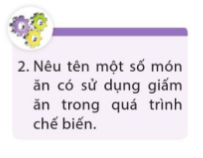 2. Nêu tên một số món
ăn có sử dụng giấm
ăn trong quá trình
chế biến.